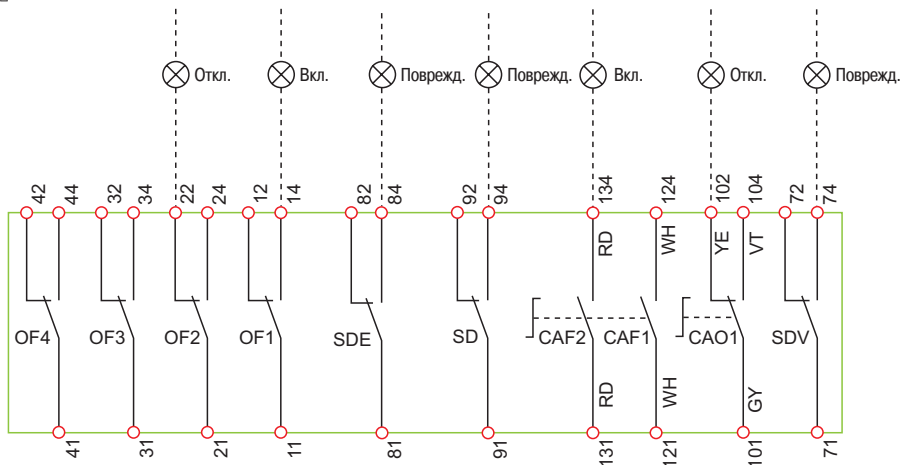 Откл.
Вкл.
Поврежд.
Поврежд.
Вкл.
Откл.
Поврежд.
42
44
32
34
22
24
12
14
82
84
92
94
134
124
102
104
72
74
RD
WH
YE
VT
OF4
OF3
OF2
OF1
SDE
SD
CAF2
CAF1
CAO1
SDV
RD
WH
GY
41
31
21
11
81
91
131
121
101
71